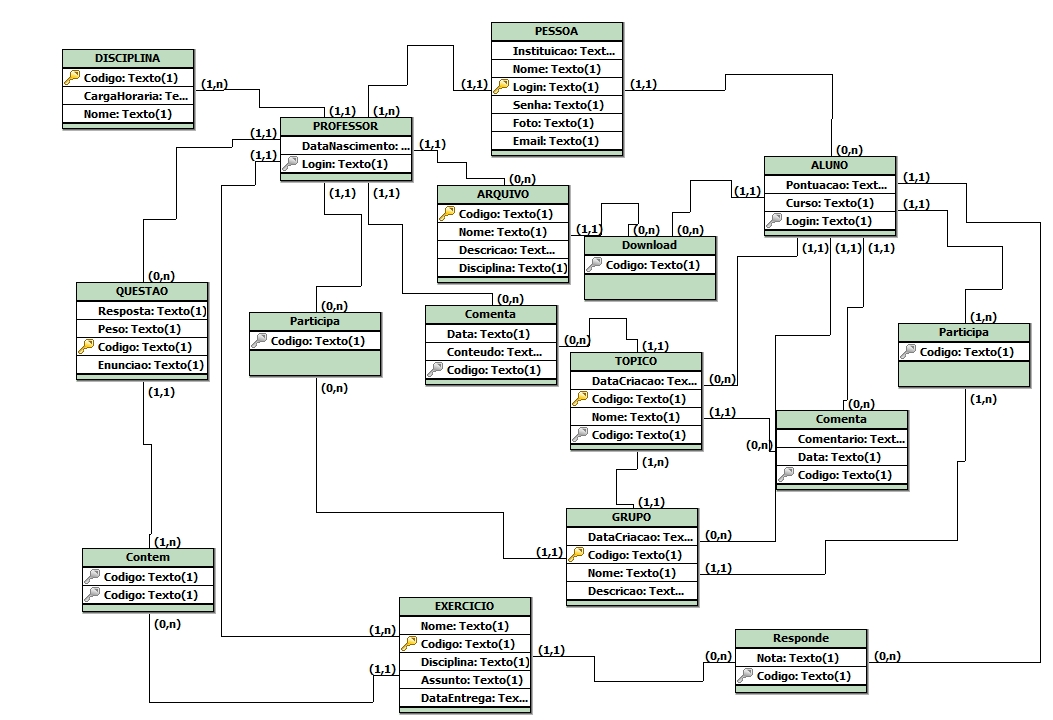 PESSOA
Instituicao: Text...
Nome: Texto(1)
Login: Texto(1)
Senha: Texto(1)
Foto: Texto(1)
Email: Texto(1)
(1,1)
(1,1)
DISCIPLINA
Codigo: Texto(1)
CargaHoraria: Te...
Nome: Texto(1)
(1,n)
(1,1)
(1,n)
PROFESSOR
DataNascimento: ...
Login: Texto(1)
(1,1)
(1,1)
(1,1)
(1,1)
(1,1)
(0,n)
ALUNO
Pontuacao: Text...
Curso: Texto(1)
Login: Texto(1)
(1,1)
(1,1)
(1,1)
(1,1)
(1,1)
(1,1)
(0,n)
ARQUIVO
Codigo: Texto(1)
Nome: Texto(1)
Descricao: Text...
Disciplina: Texto(1)
(1,1)
(0,n)
(0,n)
Download
Codigo: Texto(1)
(0,n)
QUESTAO
Resposta: Texto(1)
Peso: Texto(1)
Codigo: Texto(1)
Enunciao: Texto(1)
(1,1)
(0,n)
Participa
Codigo: Texto(1)
(0,n)
(0,n)
Comenta
Data: Texto(1)
Conteudo: Text...
Codigo: Texto(1)
(0,n)
(1,1)
TOPICO
DataCriacao: Tex...
Codigo: Texto(1)
Nome: Texto(1)
Codigo: Texto(1)
(0,n)
(1,1)
(1,n)
(1,n)
Participa
Codigo: Texto(1)
(1,n)
(0,n)
(0,n)
Comenta
Comentario: Text...
Data: Texto(1)
Codigo: Texto(1)
(1,1)
GRUPO
DataCriacao: Tex...
Codigo: Texto(1)
Nome: Texto(1)
Descricao: Text...
(1,1)
(0,n)
(1,1)
(1,n)
Contem
Codigo: Texto(1)
Codigo: Texto(1)
(0,n)
EXERCICIO
Nome: Texto(1)
Codigo: Texto(1)
Disciplina: Texto(1)
Assunto: Texto(1)
DataEntrega: Tex...
(1,n)
(1,1)
(1,1)
Responde
Nota: Texto(1)
Codigo: Texto(1)
(0,n)
(0,n)